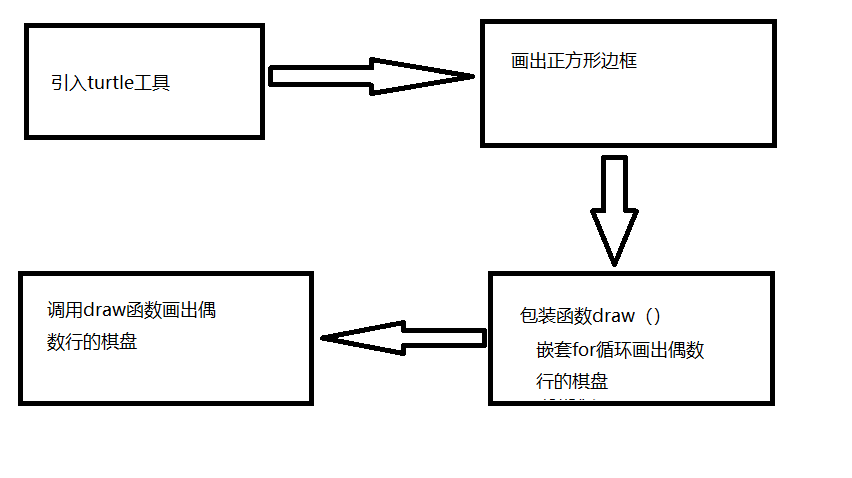 引入turtle工具
画出正方形边框
包装函数draw（）
嵌套for循环画出偶数
行的棋盘
调用draw函数画出偶
数行的棋盘